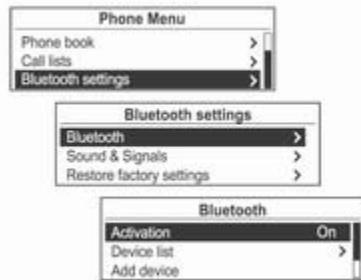 Phone Menu
Phone book >
Call lists >
Bluetooth settings >
Bluetooth settings
Bluetooth >
Sound & Signals >
Restore factory settings >
Bluetooth
Activation On
Device list >
Add device